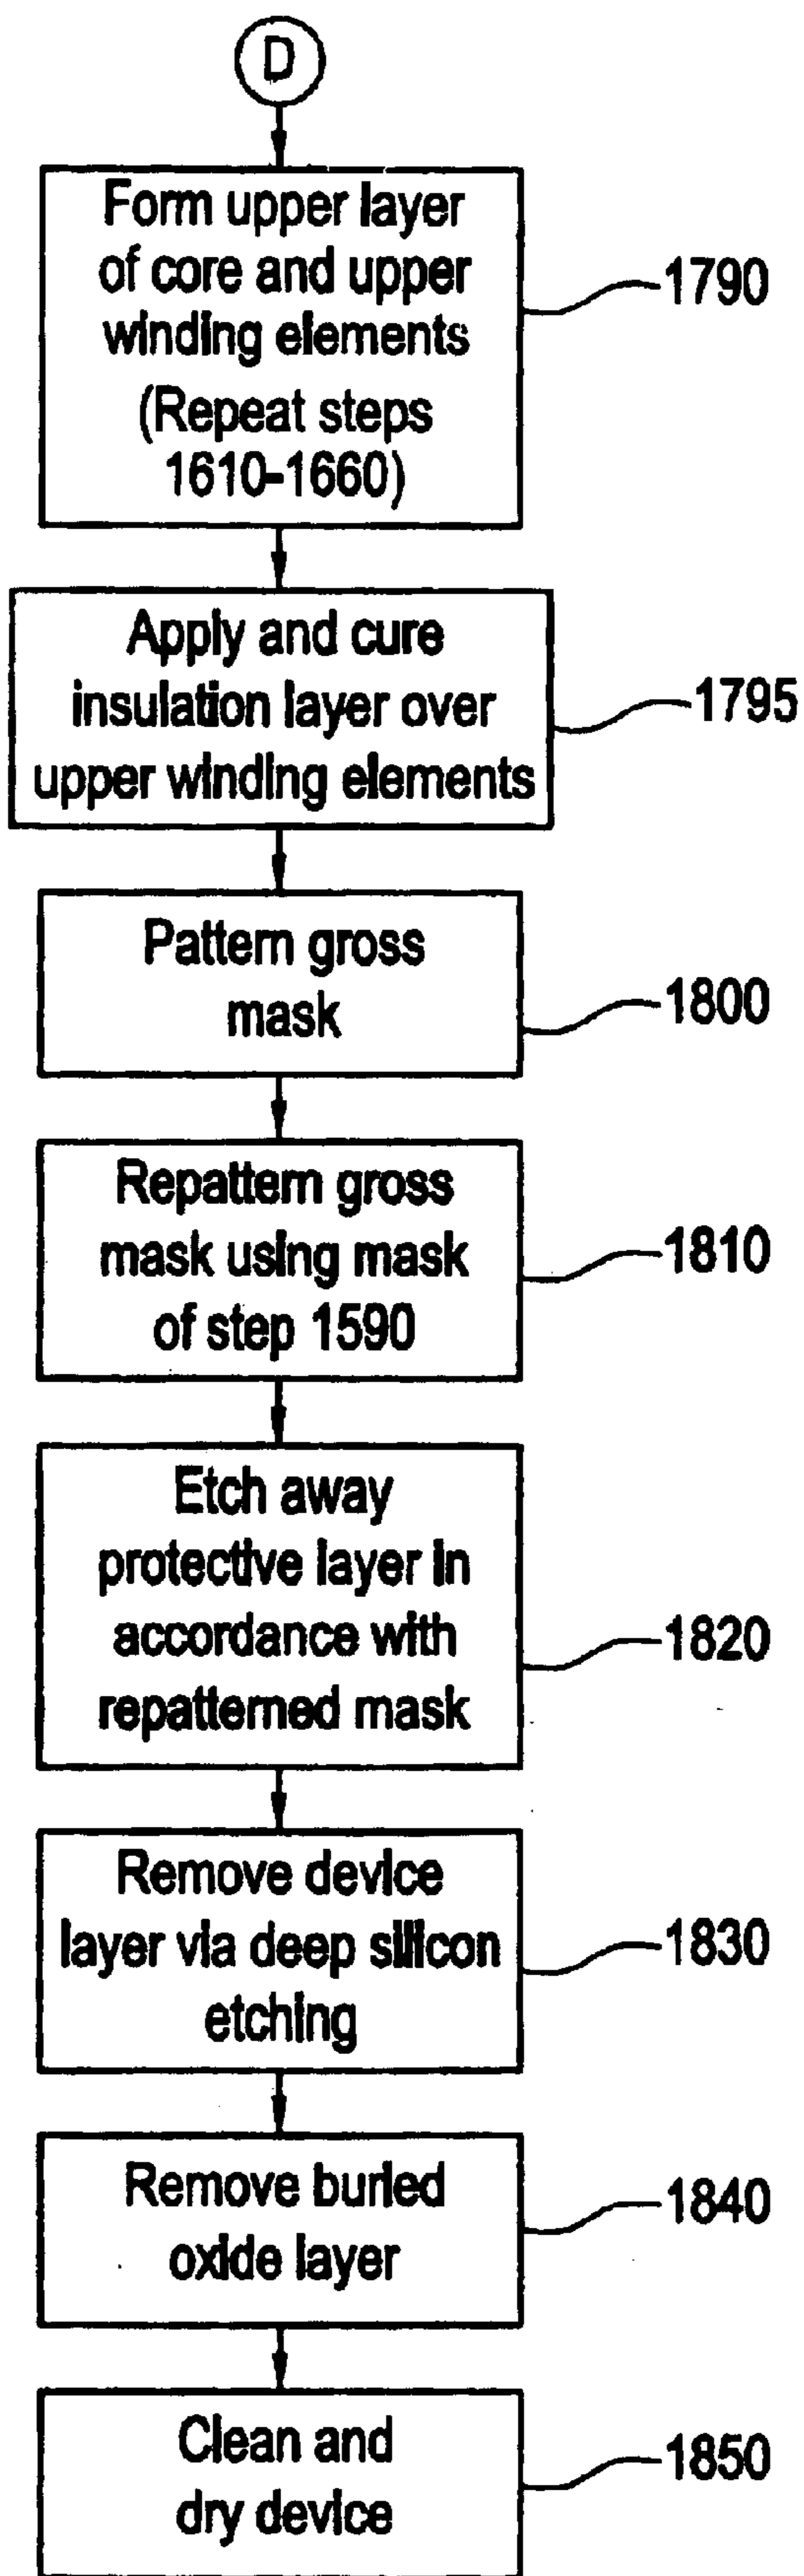 D
Form upper layer
of core and upper
winding elements
(Repeat steps
1610-1660)
1790
Apply and cure
insulation layer over
upper winding elements
1795
Pattern gross
mask
1800
Repattern gross
mask using mask
of step 1590
1810
Etch away
protective layer in
accordance with
repatterned mask
1820
Remove device
layer via deep silicon
etching
1830
Remove buried
oxide layer
1840
Clean and
dry device
1850